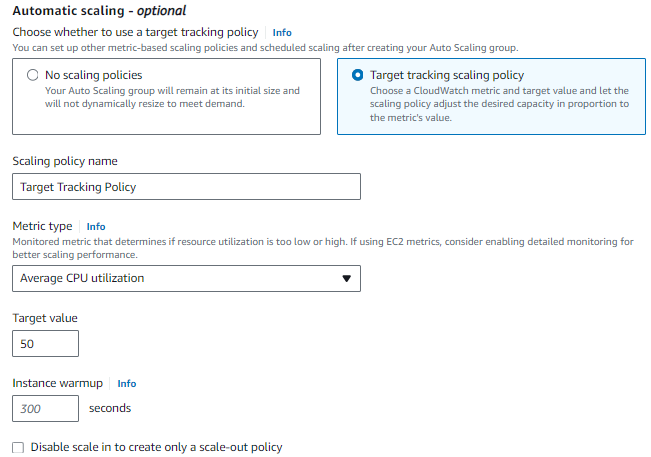 Automatic scaling - optional
Choose whether to use a target tracking policy Info
You can set up other metric-based scaling policies and scheduled scaling after creating your Auto Scaling group.
No scaling policies
Your Auto Scaling group will remain at its initial size and
will not dynamically resize to meet demand.
Target tracking scaling policy
Choose a CloudWatch metric and target value and let the
scaling policy adjust the desired capacity in proportion to
the metric's value.
Scaling policy name
Target Tracking Policy
Metric type Info
Monitored metric that determines if resource utilization is too low or high. If using EC2 metrics, consider enabling detailed monitoring for
better scaling performance.
Average CPU utilization
Target value
50
Instance warmup Info
300 seconds
Disable scale in to create only a scale-out policy